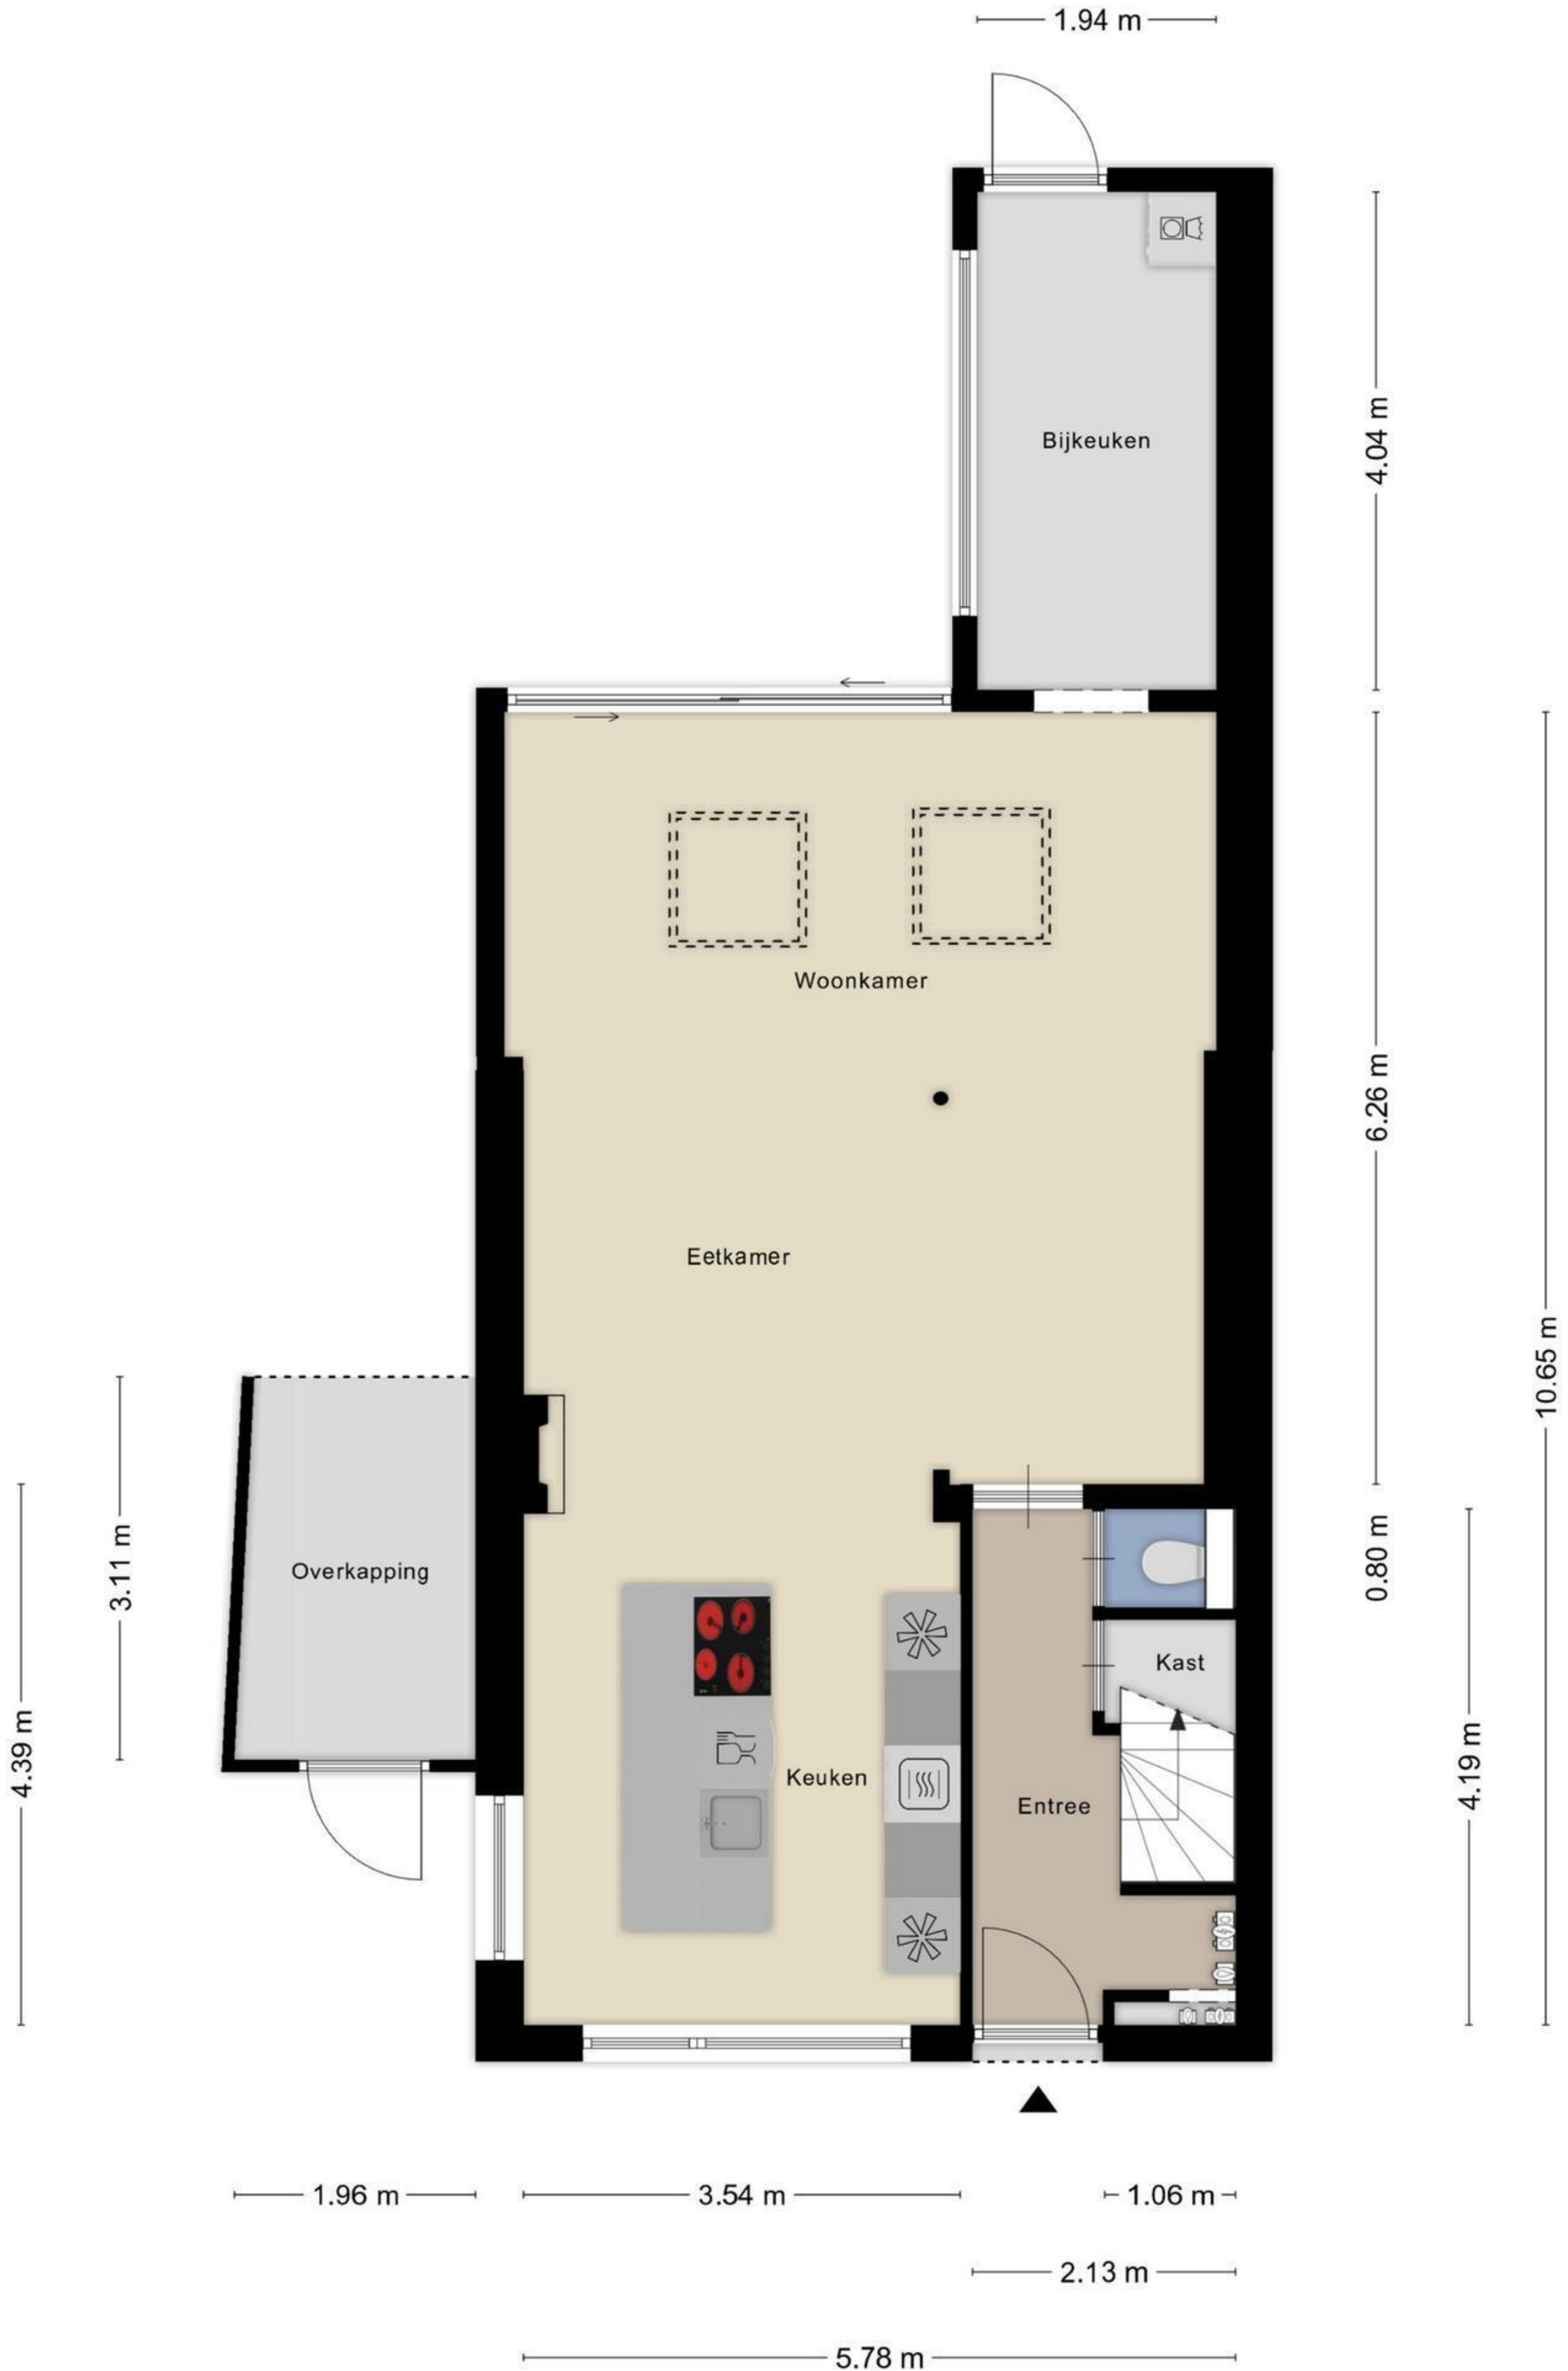 1.94 m
Bijkeuken
4.04 m
Woonkamer
6.26 m
Eetkamer
10.65 m
Overkapping
3.11 m
0.80 m
Kast
4.39 m
4.19 m
Keuken
Entree
1.96 m
3.54 m
1.06 m
2.13 m
5.78 m